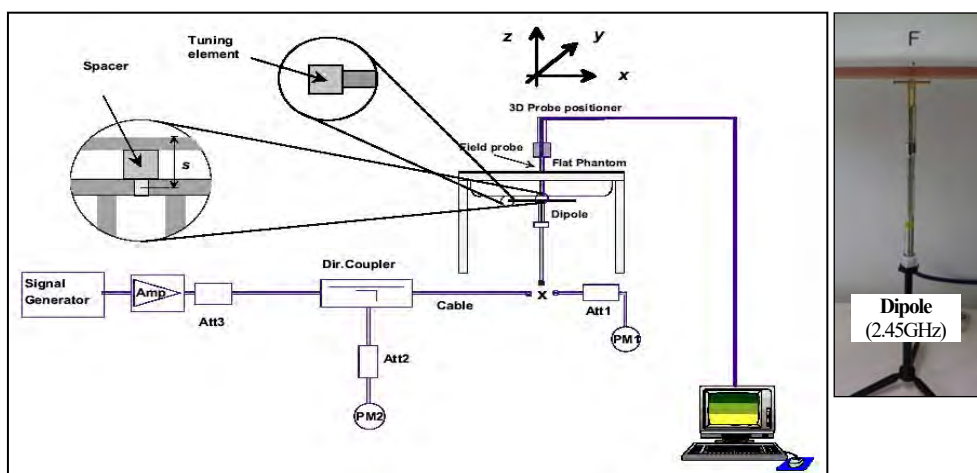 Tuning
element
Spacer
s
z
y
x
3D Probe positioner
Field probe
Flat Phantom
Dipole
Signal
Generator
Amp
Att3
Dir.Coupler
Cable
x
Att1
PM1
Att2
PM2
F
Dipole
(2.45GHz)